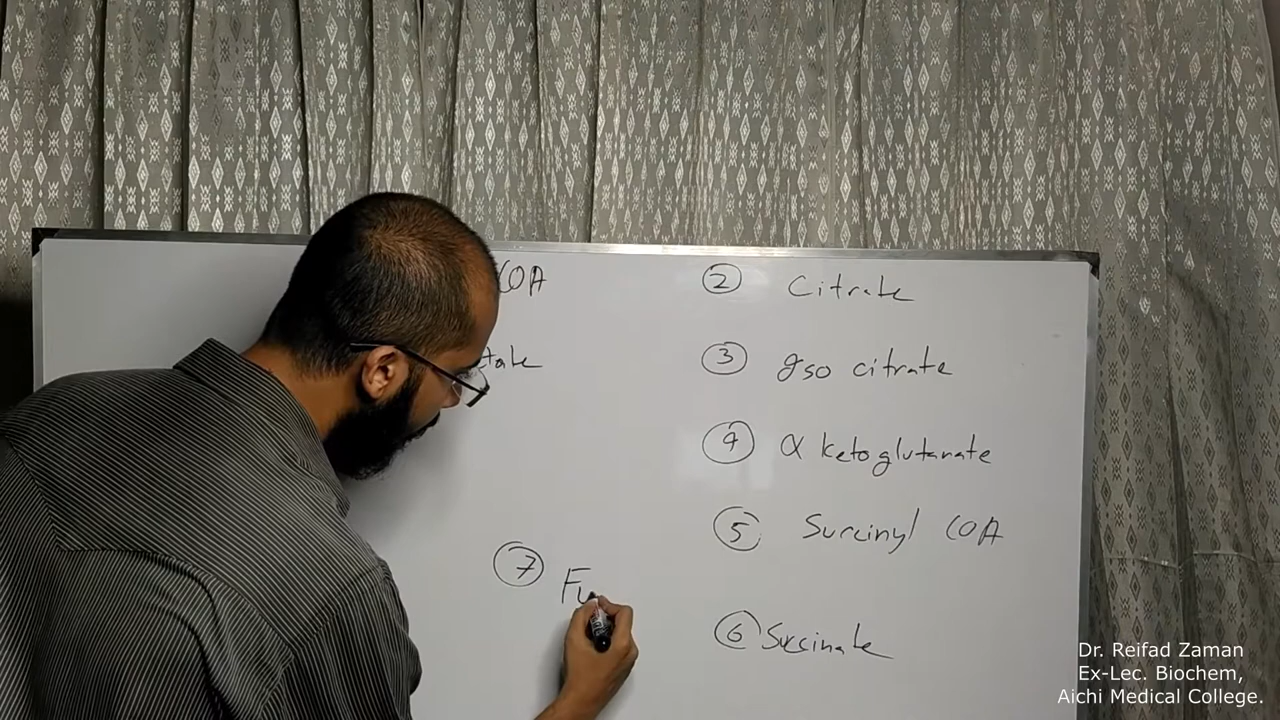 COA
② Citrate
tate
③ Iso citrate
④ α ketoglutarate
⑤ Succinyl COA
⑦ Fu
⑥ Succinate
Dr. Reifad Zaman
Ex-Lec. Biochem,
Aichi Medical College.